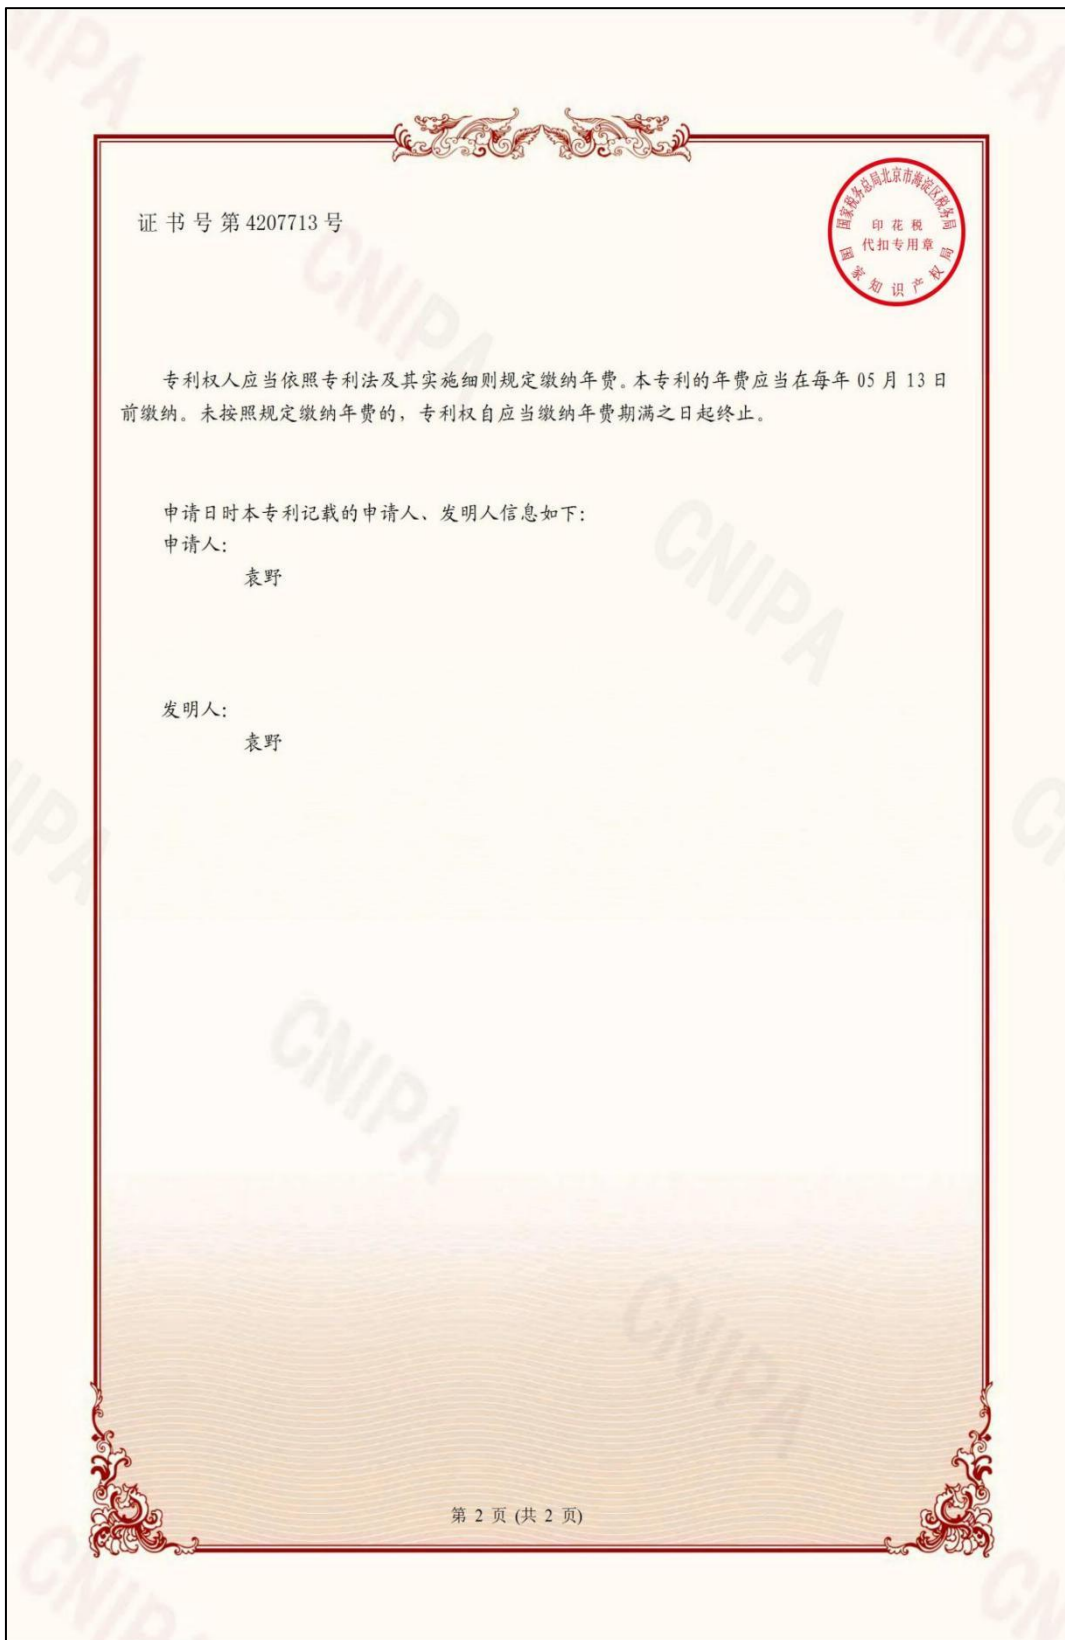 CNIPA
证书号第4207713号
国家税务总局北京市海淀区税务局
印花税
代扣专用章
国家知识产权局
专利权人应当依照专利法及其实施细则规定缴纳年费。本专利的年费应当在每年 05 月 13 日
前缴纳。未按照规定缴纳年费的，专利权自应当缴纳年费期满之日起终止。
申请日时本专利记载的申请人、发明人信息如下：
申请人：
袁野
发明人：
袁野
第 2 页 (共 2 页)